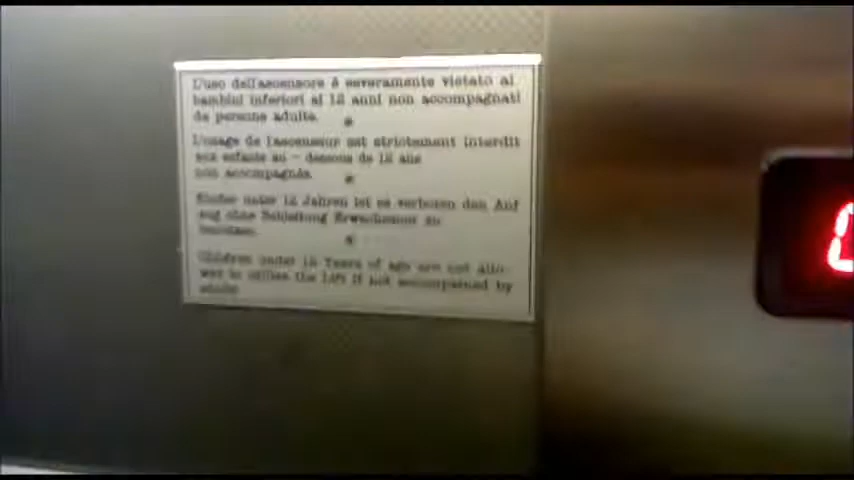 L'uso dell'ascensore è severamente vietato ai
bambini inferiori ai 12 anni non accompagnati
da persone adulte.
L'usage de l'ascenseur est strictement interdit
aux enfants au - dessous de 12 ans
non accompagnés.
Kinder unter 12 Jahren ist es verboten den Auf
zug ohne Erwachsener zu
Children under 12 Years of age are not allo-
wed to utilise the Lift if not accompanied by
adults